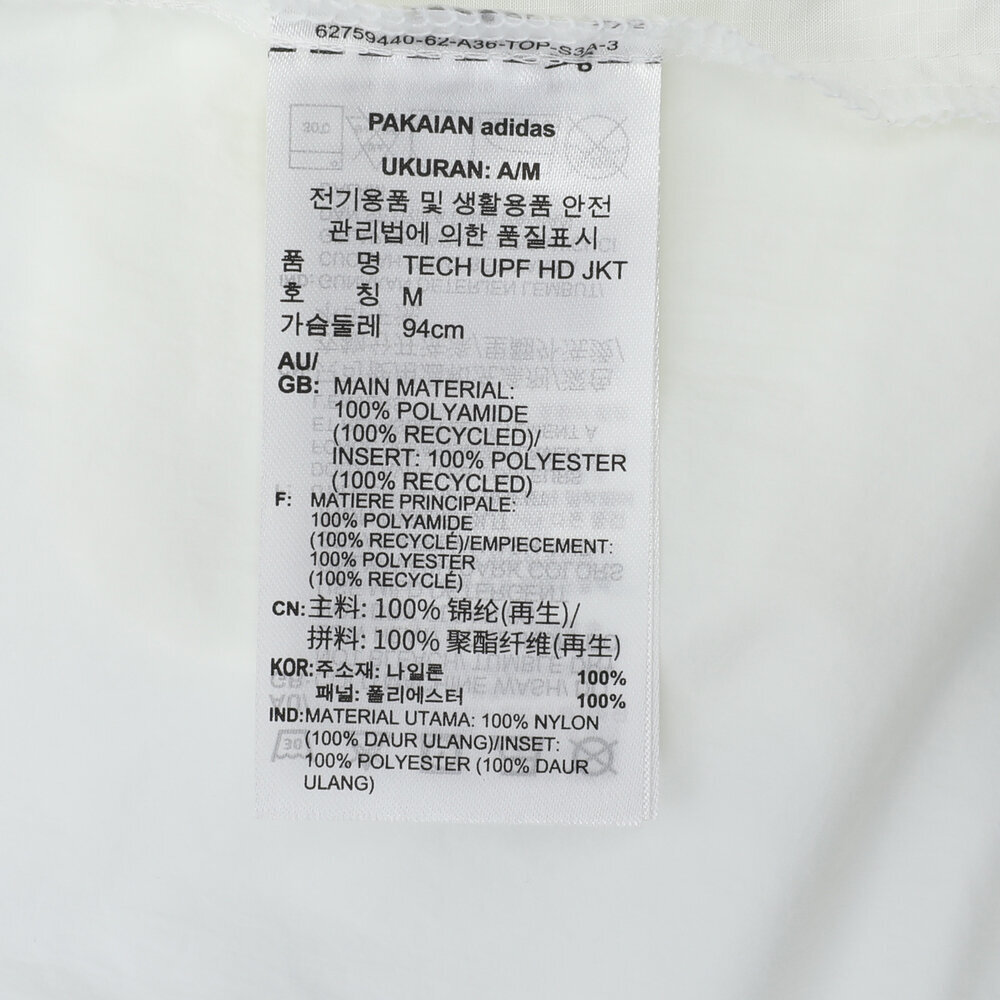 62759440-62-A36-TOP-S3A-3
6
PAKAIAN adidas
UKURAN: A/M
전기용품 및 생활용품 안전
관리법에 의한 품질표시
품 명 TECH UPF HD JKT
호 칭 M
가슴둘레 94cm
AU/
GB: MAIN MATERIAL:
100% POLYAMIDE
(100% RECYCLED)/
INSERT: 100% POLYESTER
(100% RECYCLED)
F: MATIERE PRINCIPALE:
100% POLYAMIDE
(100% RECYCLÉ)/EMPIECEMENT:
100% POLYESTER
(100% RECYCLÉ)
CN: 主料: 100% 锦纶(再生)/
拼料: 100% 聚酯纤维(再生)
KOR: 주소재: 나일론 100%
패널: 폴리에스터 100%
IND: MATERIAL UTAMA: 100% NYLON
(100% DAUR ULANG)/INSET:
100% POLYESTER (100% DAUR
ULANG)